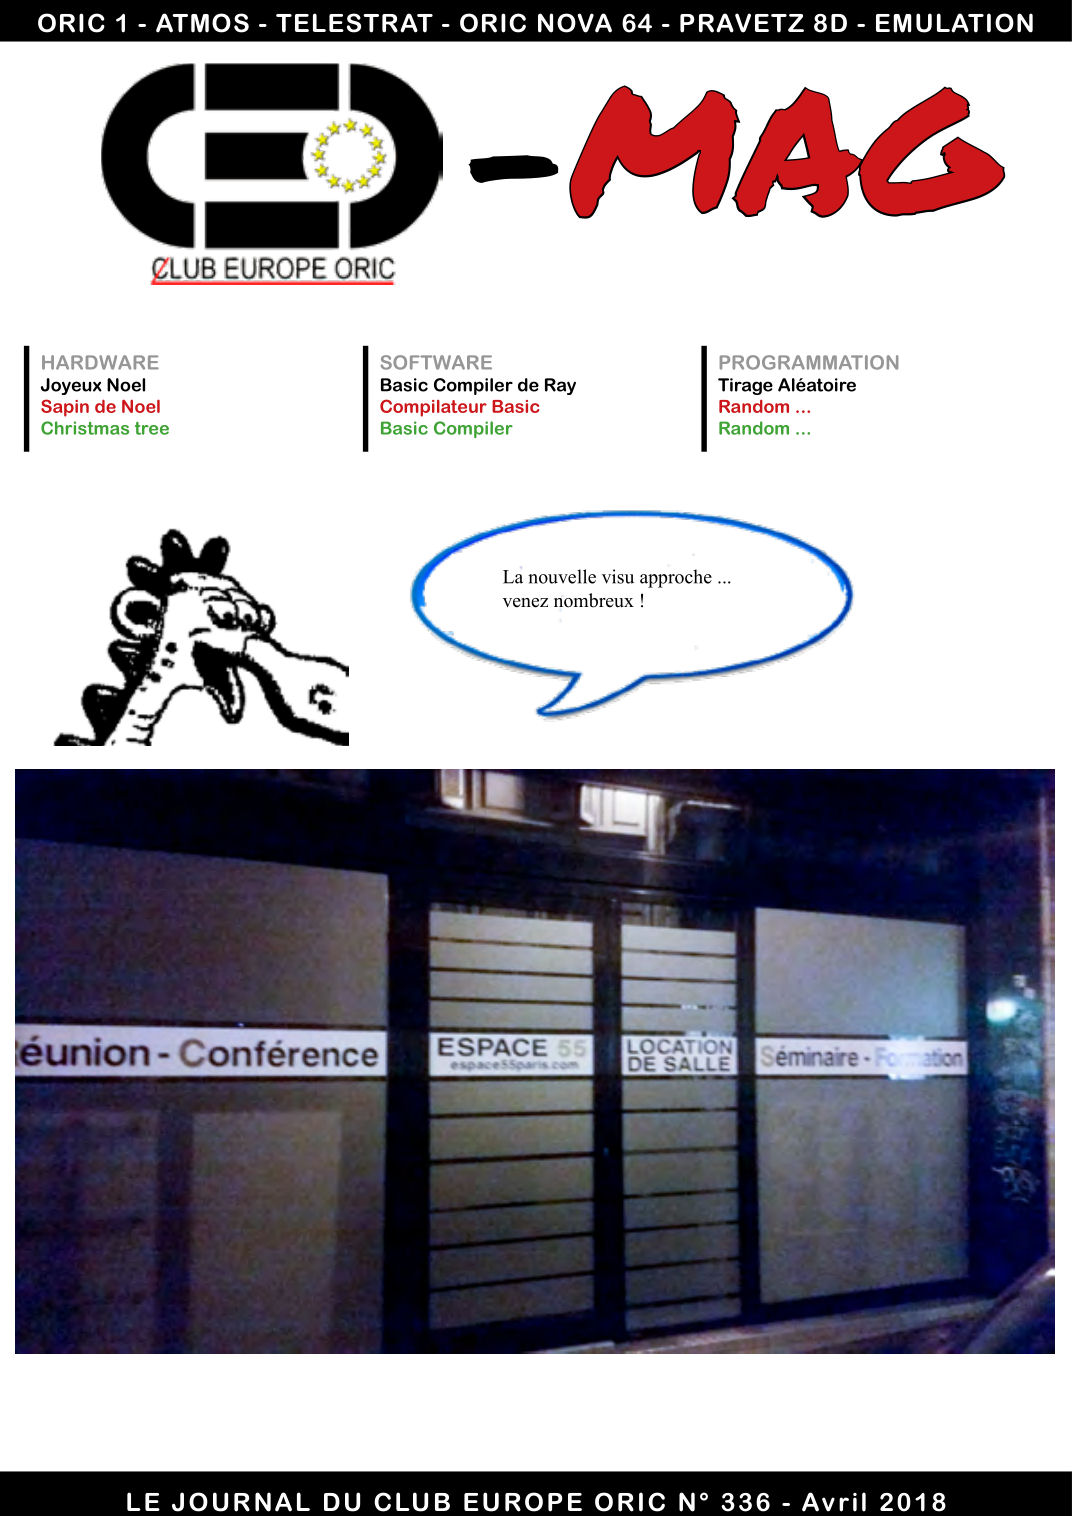 ORIC 1 - ATMOS - TELESTRAT - ORIC NOVA 64 - PRAVETZ 8D - EMULATION
CEO
-MAG
CLUB EUROPE ORIC
HARDWARE
Joyeux Noel
Sapin de Noel
Christmas tree
SOFTWARE
Basic Compiler de Ray
Compilateur Basic
Basic Compiler
PROGRAMMATION
Tirage Aléatoire
Random ...
Random ...
La nouvelle visu approche ...
venez nombreux !
Réunion - Conférence
ESPACE 55
espace55paris.com
LOCATION
DE SALLE
Séminaire - Formation
LE JOURNAL DU CLUB EUROPE ORIC N° 336 - Avril 2018